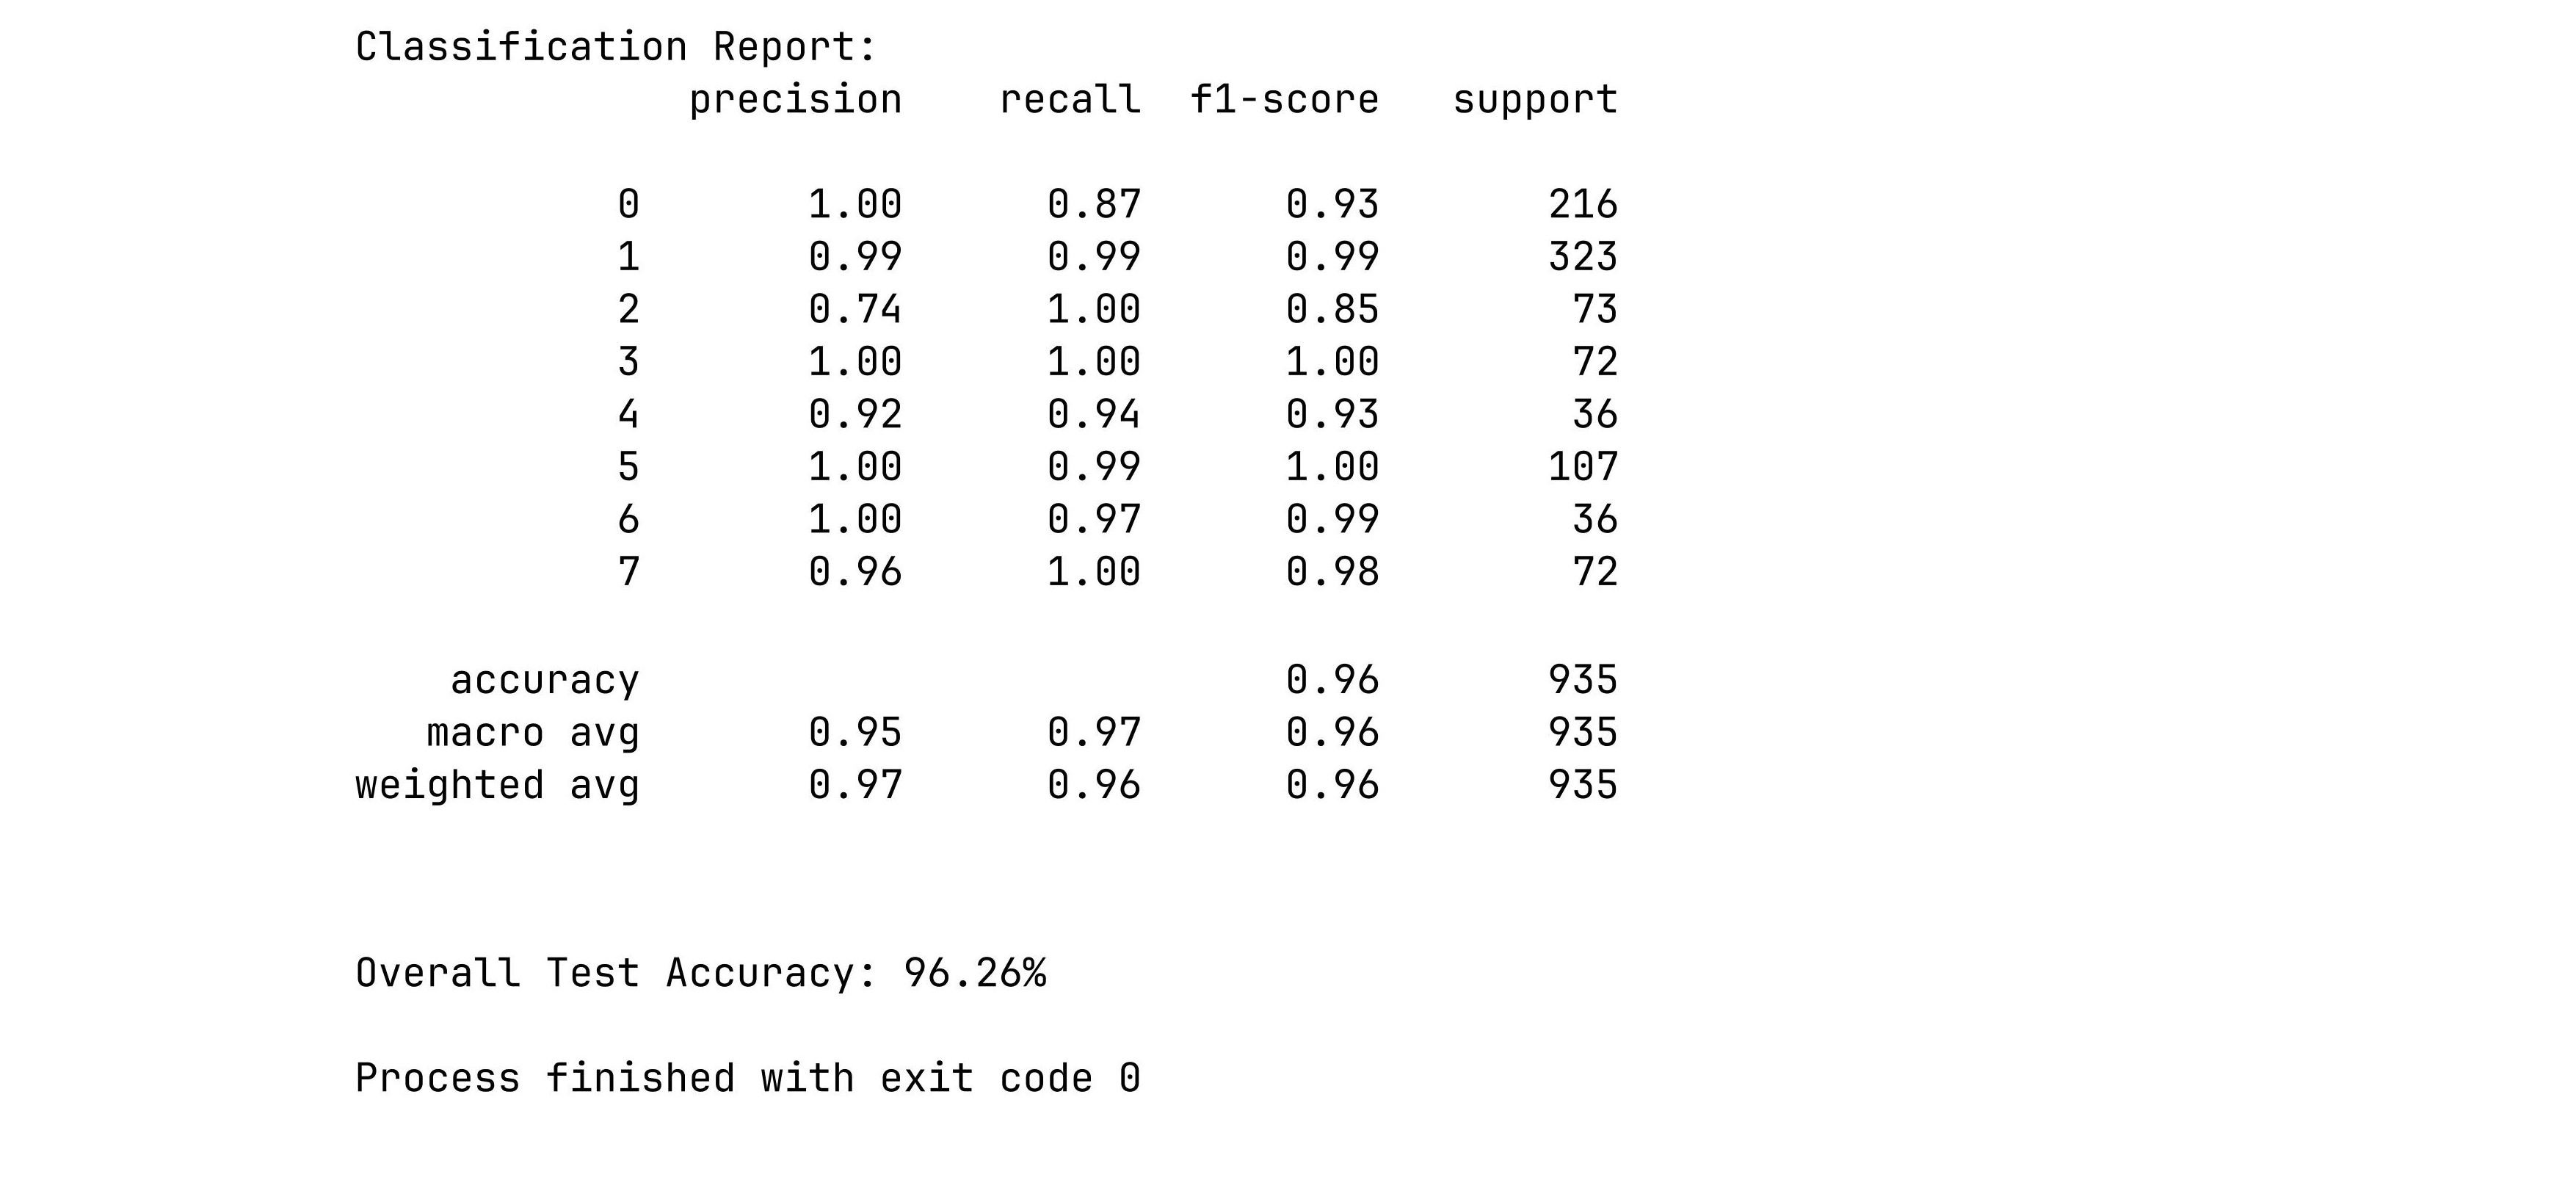 Classification Report:
precision recall f1-score support
0 1.00 0.87 0.93 216
1 0.99 0.99 0.99 323
2 0.74 1.00 0.85 73
3 1.00 1.00 1.00 72
4 0.92 0.94 0.93 36
5 1.00 0.99 1.00 107
6 1.00 0.97 0.99 36
7 0.96 1.00 0.98 72
accuracy 0.96 935
macro avg 0.95 0.97 0.96 935
weighted avg 0.97 0.96 0.96 935
Overall Test Accuracy: 96.26%
Process finished with exit code 0